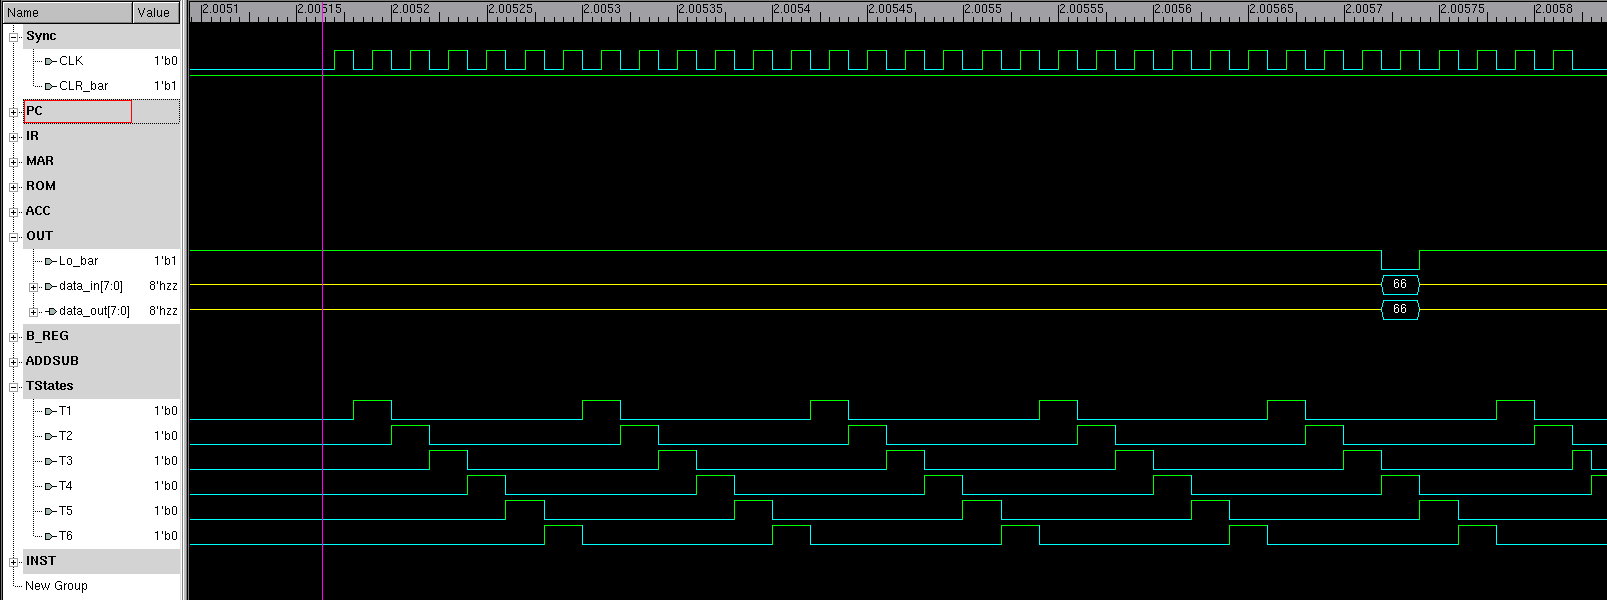 Name Value 2.0051 2.00515 2.0052 2.00525 2.0053 2.00535 2.0054 2.00545 2.0055 2.00555 2.0056 2.00565 2.0057 2.00575 2.0058
Sync
CLK 1'b0
CLR_bar 1'b1
PC
IR
MAR
ROM
ACC
OUT
Lo_bar 1'b1
data_in[7:0] 8'hzz 66
data_out[7:0] 8'hzz 66
B_REG
ADDSUB
TStates
T1 1'b0
T2 1'b0
T3 1'b0
T4 1'b0
T5 1'b0
T6 1'b0
INST
New Group